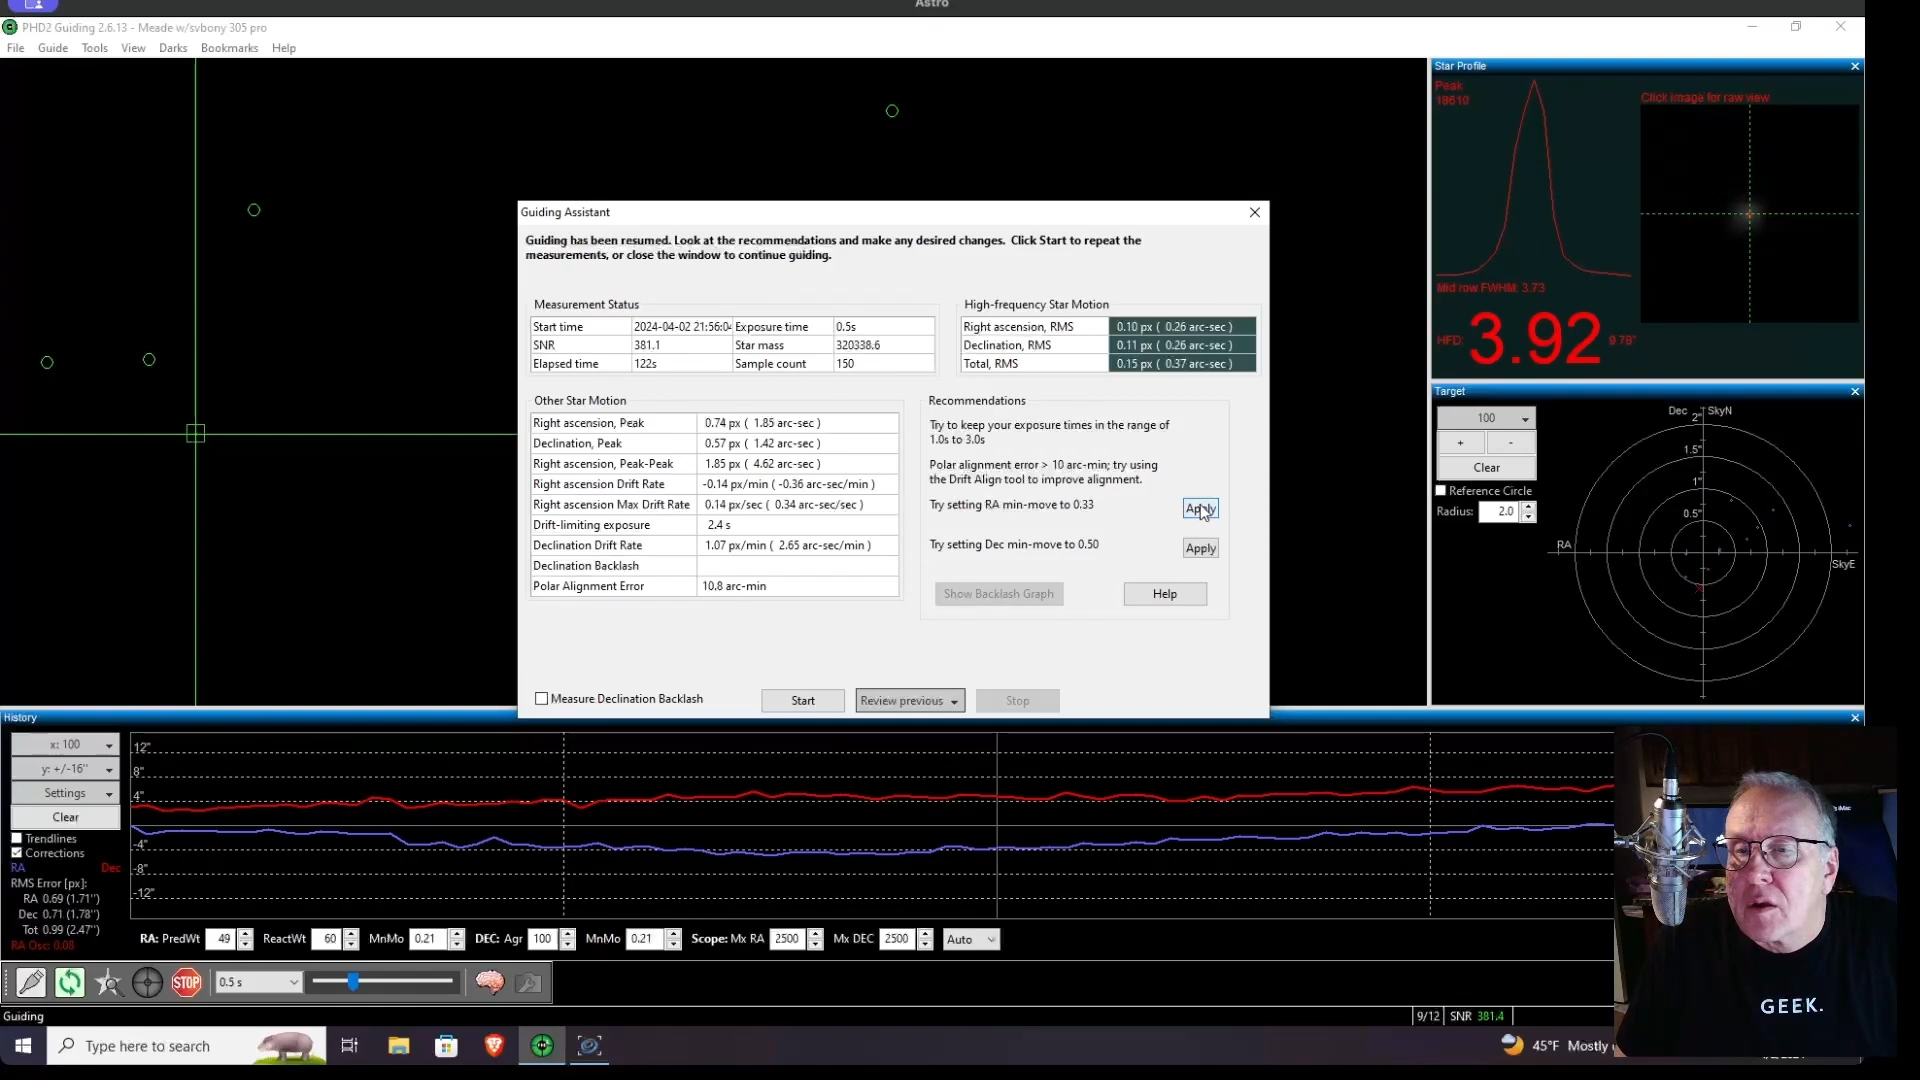 Astro
PHD2 Guiding 2.6.13 - Meade w/svbony 305 pro
File Guide Tools View Darks Bookmarks Help
Star Profile
Peak
18610
Click image for raw view
Mid row FWHM: 3.73
HFD: 3.92 9.78"
Guiding Assistant
Guiding has been resumed. Look at the recommendations and make any desired changes. Click Start to repeat the
measurements, or close the window to continue guiding.
Measurement Status
Start time 2024-04-02 21:56:04 Exposure time 0.5s
SNR 381.1 Star mass 320338.6
Elapsed time 122s Sample count 150
High-frequency Star Motion
Right ascension, RMS 0.10 px ( 0.26 arc-sec )
Declination, RMS 0.11 px ( 0.26 arc-sec )
Total, RMS 0.15 px ( 0.37 arc-sec )
Other Star Motion
Right ascension, Peak 0.74 px ( 1.85 arc-sec )
Declination, Peak 0.57 px ( 1.42 arc-sec )
Right ascension, Peak-Peak 1.85 px ( 4.62 arc-sec )
Right ascension Drift Rate -0.14 px/min ( -0.36 arc-sec/min )
Right ascension Max Drift Rate 0.14 px/sec ( 0.34 arc-sec/sec )
Drift-limiting exposure 2.4 s
Declination Drift Rate 1.07 px/min ( 2.65 arc-sec/min )
Declination Backlash
Polar Alignment Error 10.8 arc-min
Recommendations
Try to keep your exposure times in the range of
1.0s to 3.0s
Polar alignment error > 10 arc-min; try using
the Drift Align tool to improve alignment.
Try setting RA min-move to 0.33 Apply
Try setting Dec min-move to 0.50 Apply
Show Backlash Graph Help
Measure Declination Backlash Start Review previous Stop
Target
100
+ -
Clear
Reference Circle
Radius: 2.0
Dec 2" SkyN
1.5"
1"
0.5"
RA
SkyE
History
x: 100
y: +/-16"
Settings
Clear
Trendlines
Corrections
RA Dec
RMS Error [px]:
RA 0.69 (1.71")
Dec 0.71 (1.78")
Tot 0.99 (2.47")
RA Osc: 0.08
12"
8"
4"
-4"
-8"
-12"
RA: PredWt 49 ReactWt 60 MnMo 0.21 DEC: Agr 100 MnMo 0.21 Scope: Mx RA 2500 Mx DEC 2500 Auto
STOP 0.5 s
Guiding 9/12 SNR 381.4
Type here to search
45°F Mostly
GEEK.